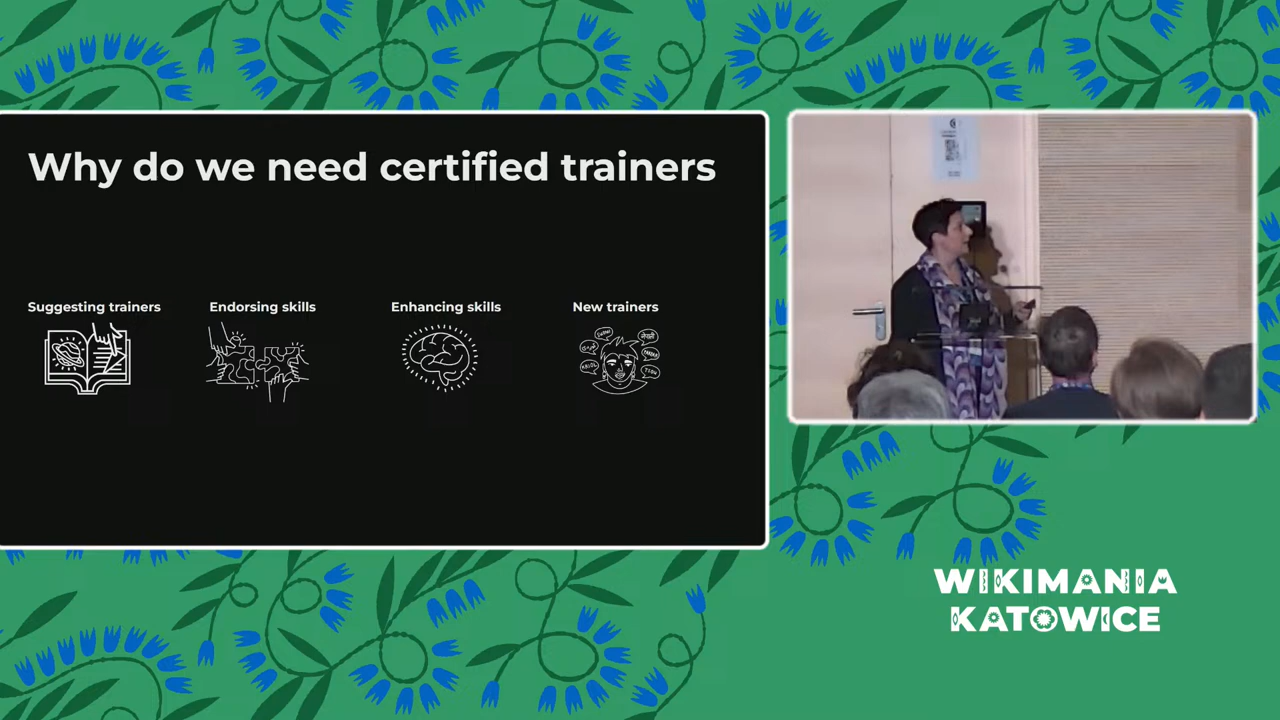 Why do we need certified trainers
Suggesting trainers
Endorsing skills
Enhancing skills
New trainers
WIKIMANIA
KATOWICE